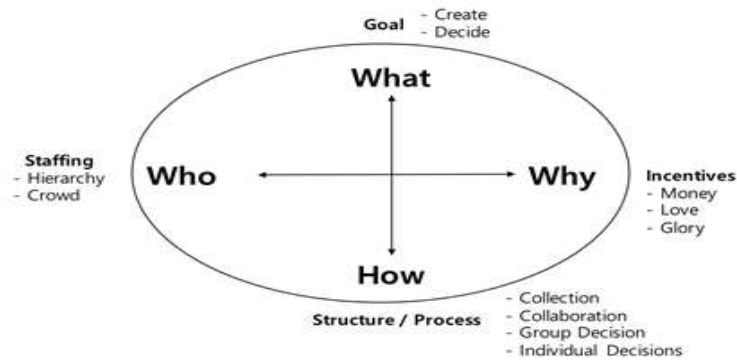 Goal
- Create
- Decide
What
Staffing
- Hierarchy
- Crowd
Who
Why
Incentives
- Money
- Love
- Glory
How
Structure / Process
- Collection
- Collaboration
- Group Decision
- Individual Decisions